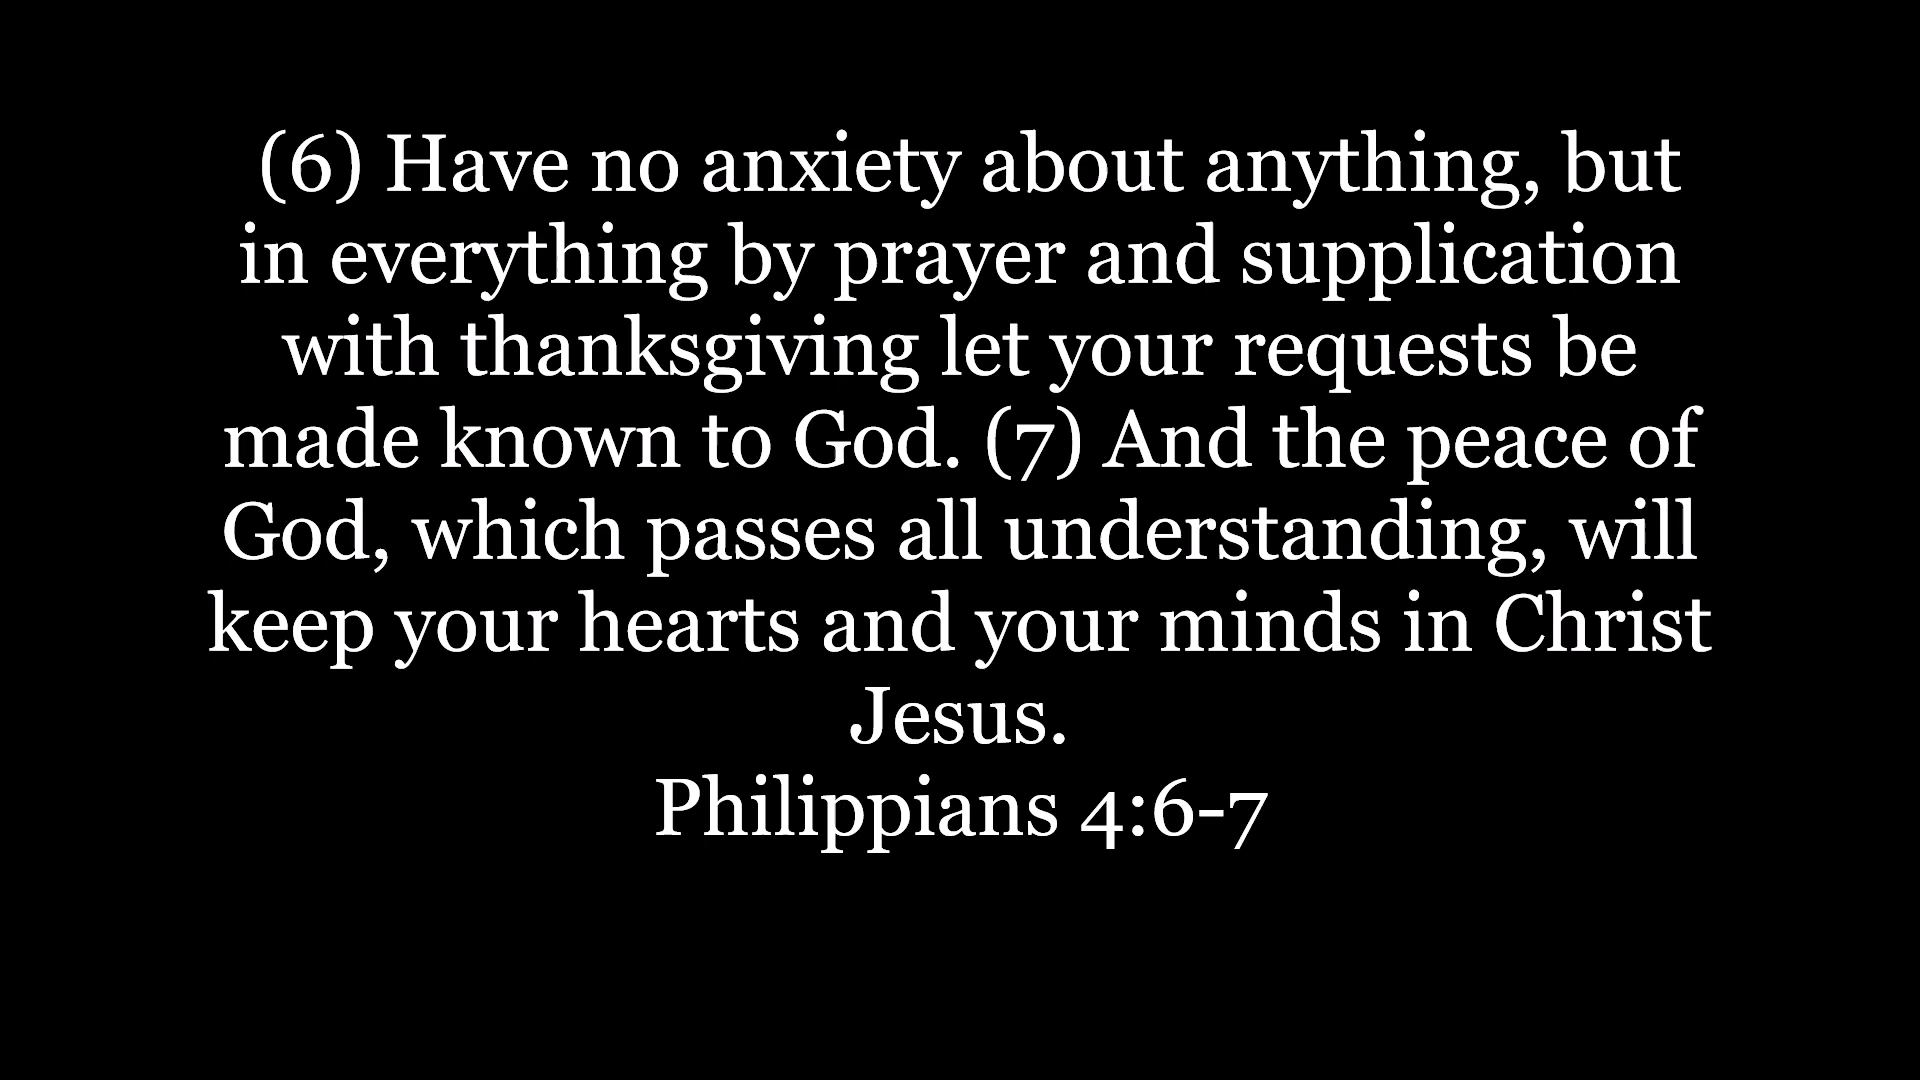 (6) Have no anxiety about anything, but
in everything by prayer and supplication
with thanksgiving let your requests be
made known to God. (7) And the peace of
God, which passes all understanding, will
keep your hearts and your minds in Christ
Jesus.
Philippians 4:6-7